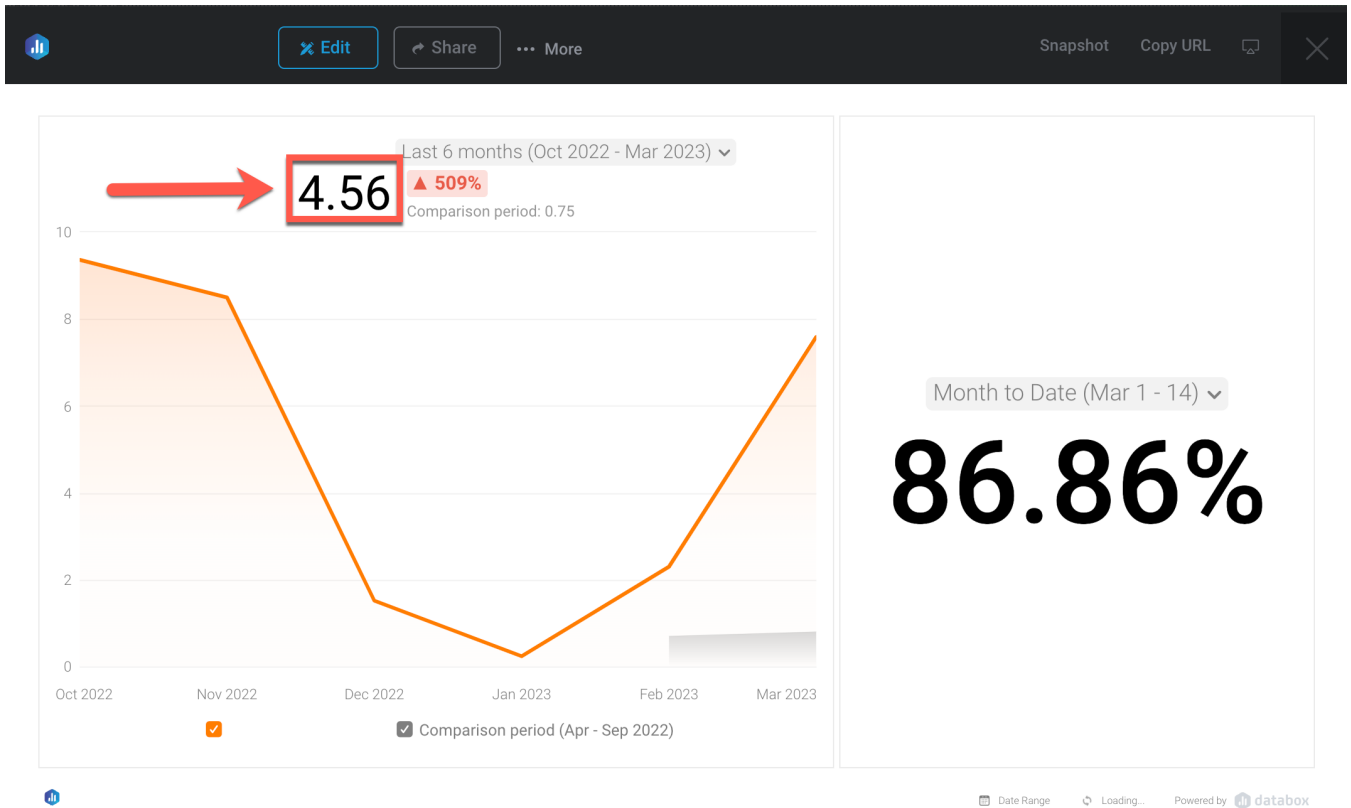 Edit
Share
More
Snapshot
Copy URL
Last 6 months (Oct 2022 - Mar 2023)
4.56
509%
Comparison period: 0.75
10
8
6
4
2
0
Oct 2022
Nov 2022
Dec 2022
Jan 2023
Feb 2023
Mar 2023
Comparison period (Apr - Sep 2022)
Month to Date (Mar 1 - 14)
86.86%
Date Range
Loading...
Powered by databox